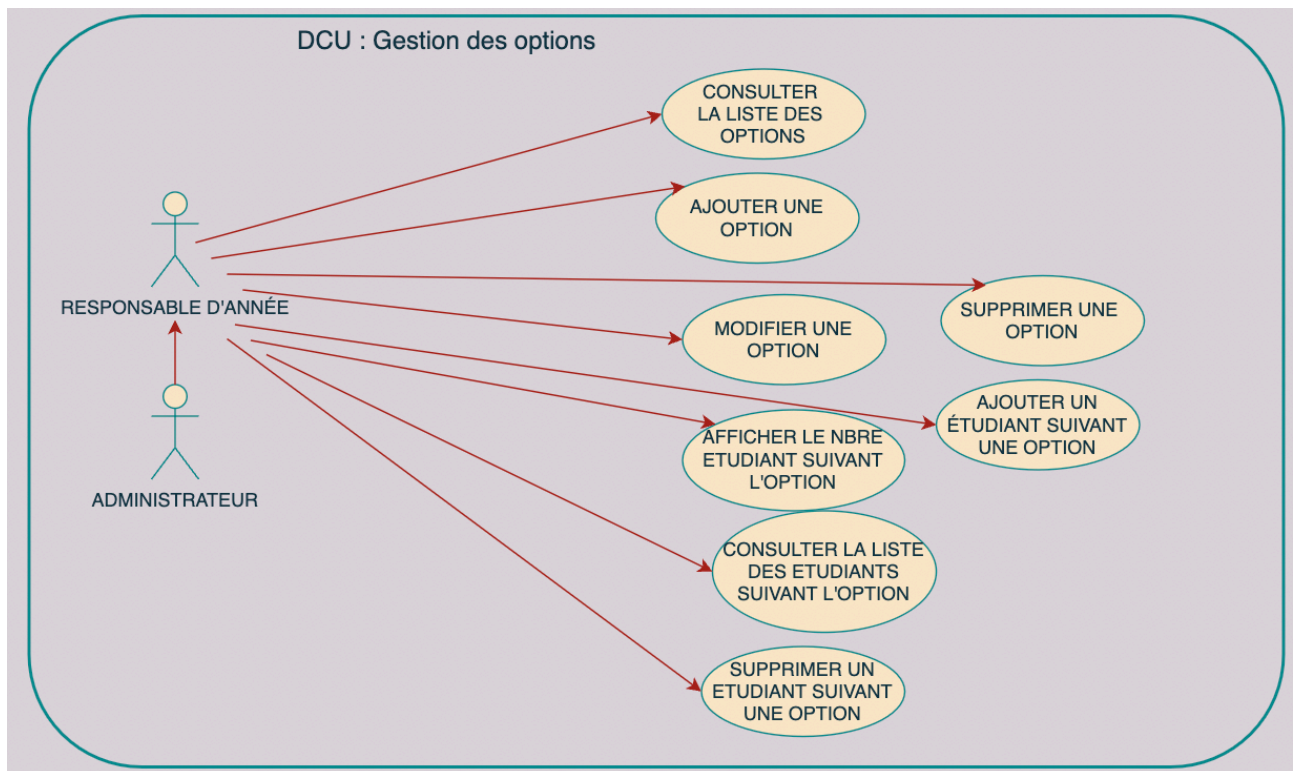 DCU : Gestion des options
CONSULTER
LA LISTE DES
OPTIONS
AJOUTER UNE
OPTION
RESPONSABLE D'ANNÉE
SUPPRIMER UNE
OPTION
MODIFIER UNE
OPTION
AJOUTER UN
ÉTUDIANT SUIVANT
UNE OPTION
AFFICHER LE NBRE
ETUDIANT SUIVANT
L'OPTION
ADMINISTRATEUR
CONSULTER LA LISTE
DES ETUDIANTS
SUIVANT L'OPTION
SUPPRIMER UN
ETUDIANT SUIVANT
UNE OPTION